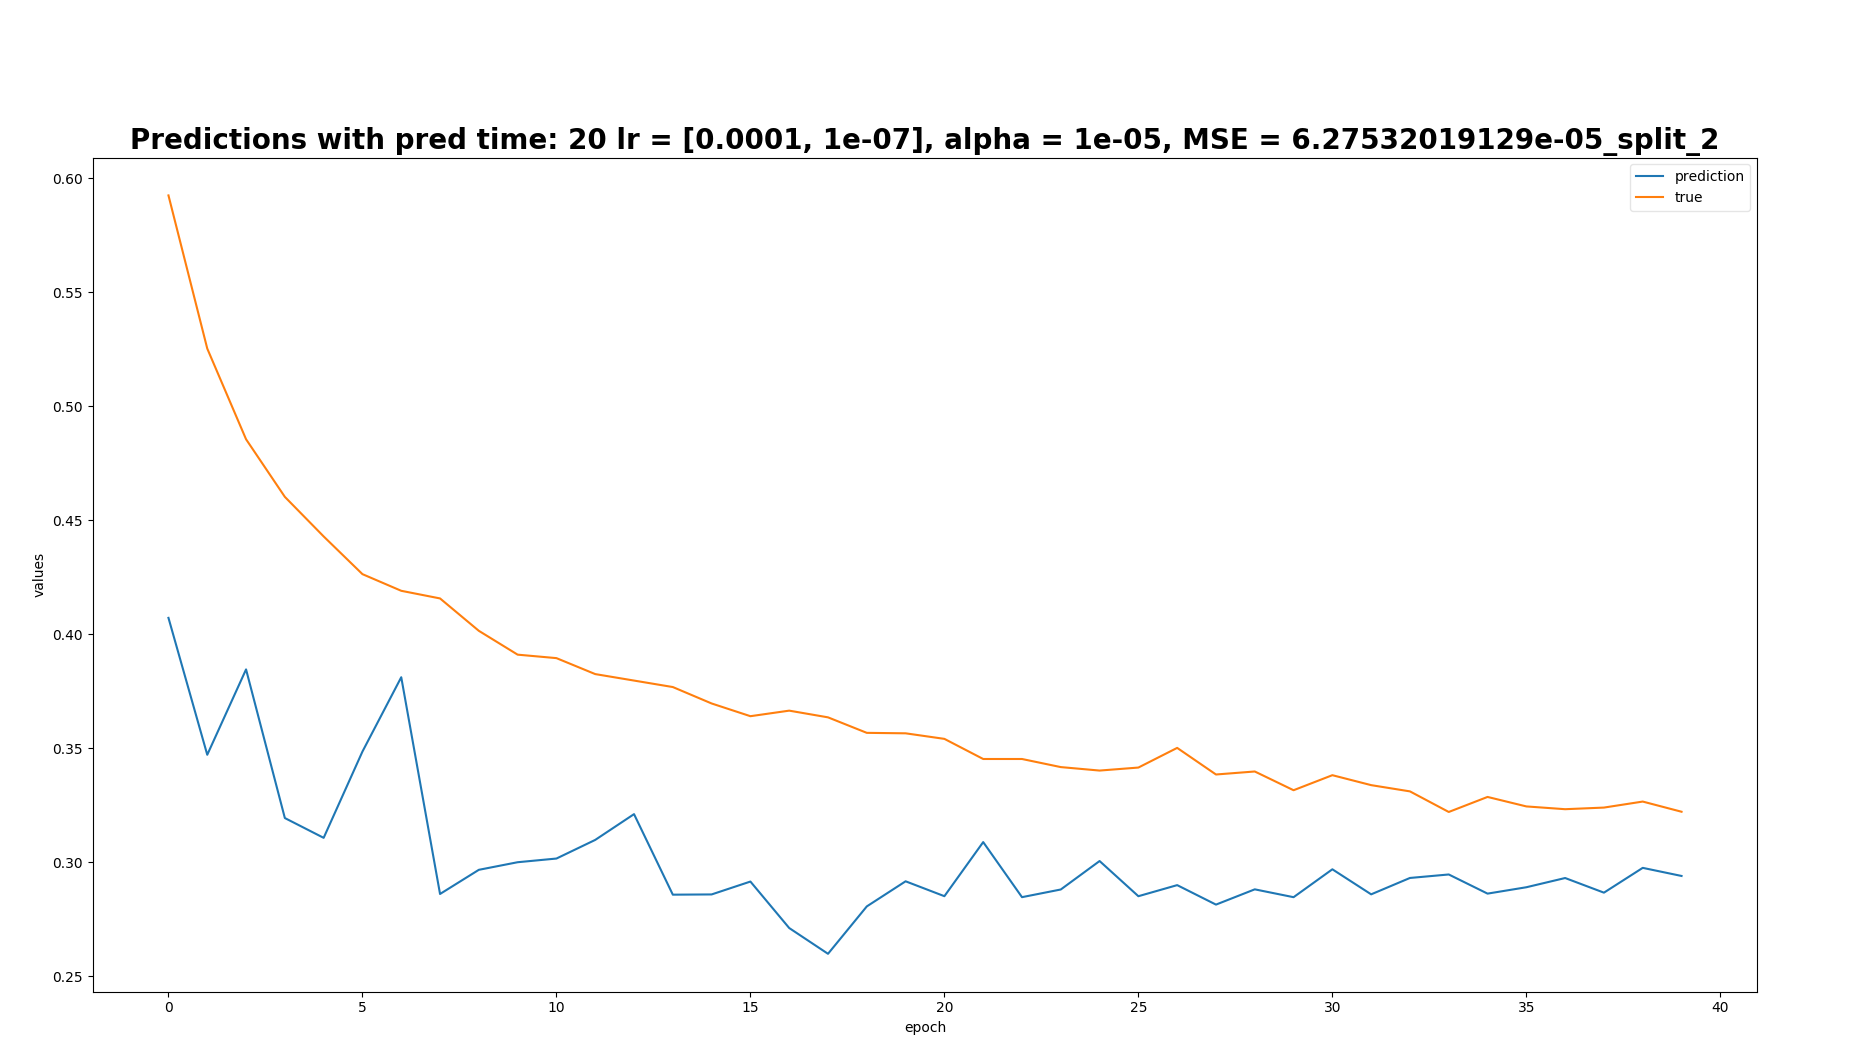 Predictions with pred time: 20 lr = [0.0001, 1e-07], alpha = 1e-05, MSE = 6.27532019129e-05_split_2
prediction
true
0.60
0.55
0.50
0.45
0.40
0.35
0.30
0.25
values
0 5 10 15 20 25 30 35 40
epoch